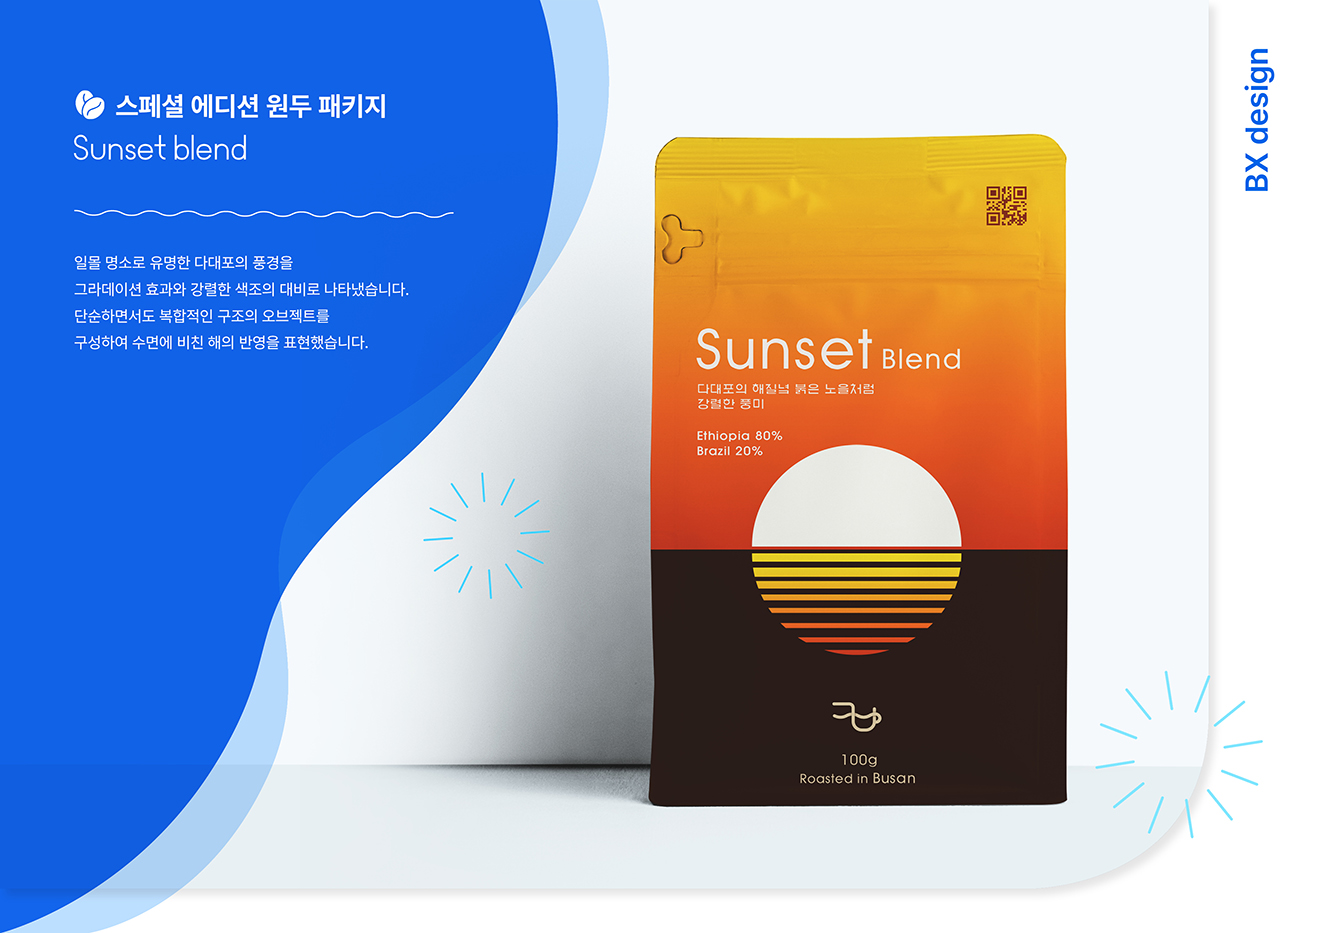 스페셜 에디션 원두 패키지
Sunset blend
일몰 명소로 유명한 다대포의 풍경을
그라데이션 효과와 강렬한 색조의 대비로 나타냈습니다.
단순하면서도 복합적인 구조의 오브젝트를
구성하여 수면에 비친 해의 반영을 표현했습니다.
BX design
Sunset Blend
다대포의 해질녘 붉은 노을처럼
강렬한 풍미
Ethiopia 80%
Brazil 20%
100g
Roasted in Busan